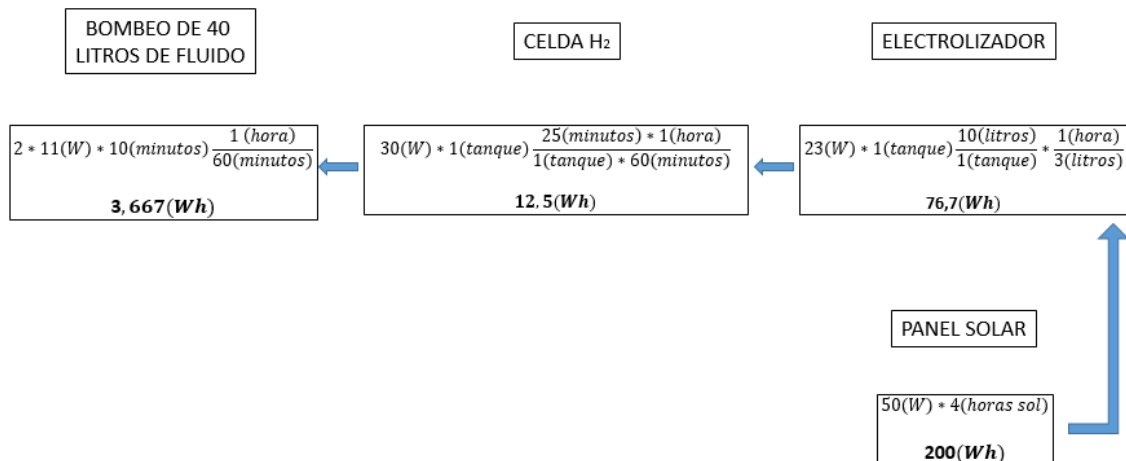 BOMBEO DE 40
LITROS DE FLUIDO
CELDA H₂
ELECTROLIZADOR
2 * 11(W) * 10(minutos) 1 (hora) / 60(minutos)
3,667(Wh)
30(W) * 1(tanque) 25(minutos) * 1(hora) / 1(tanque) * 60(minutos)
12,5(Wh)
23(W) * 1(tanque) 10(litros) / 1(tanque) * 1(hora) / 3(litros)
76,7(Wh)
PANEL SOLAR
50(W) * 4(horas sol)
200(Wh)